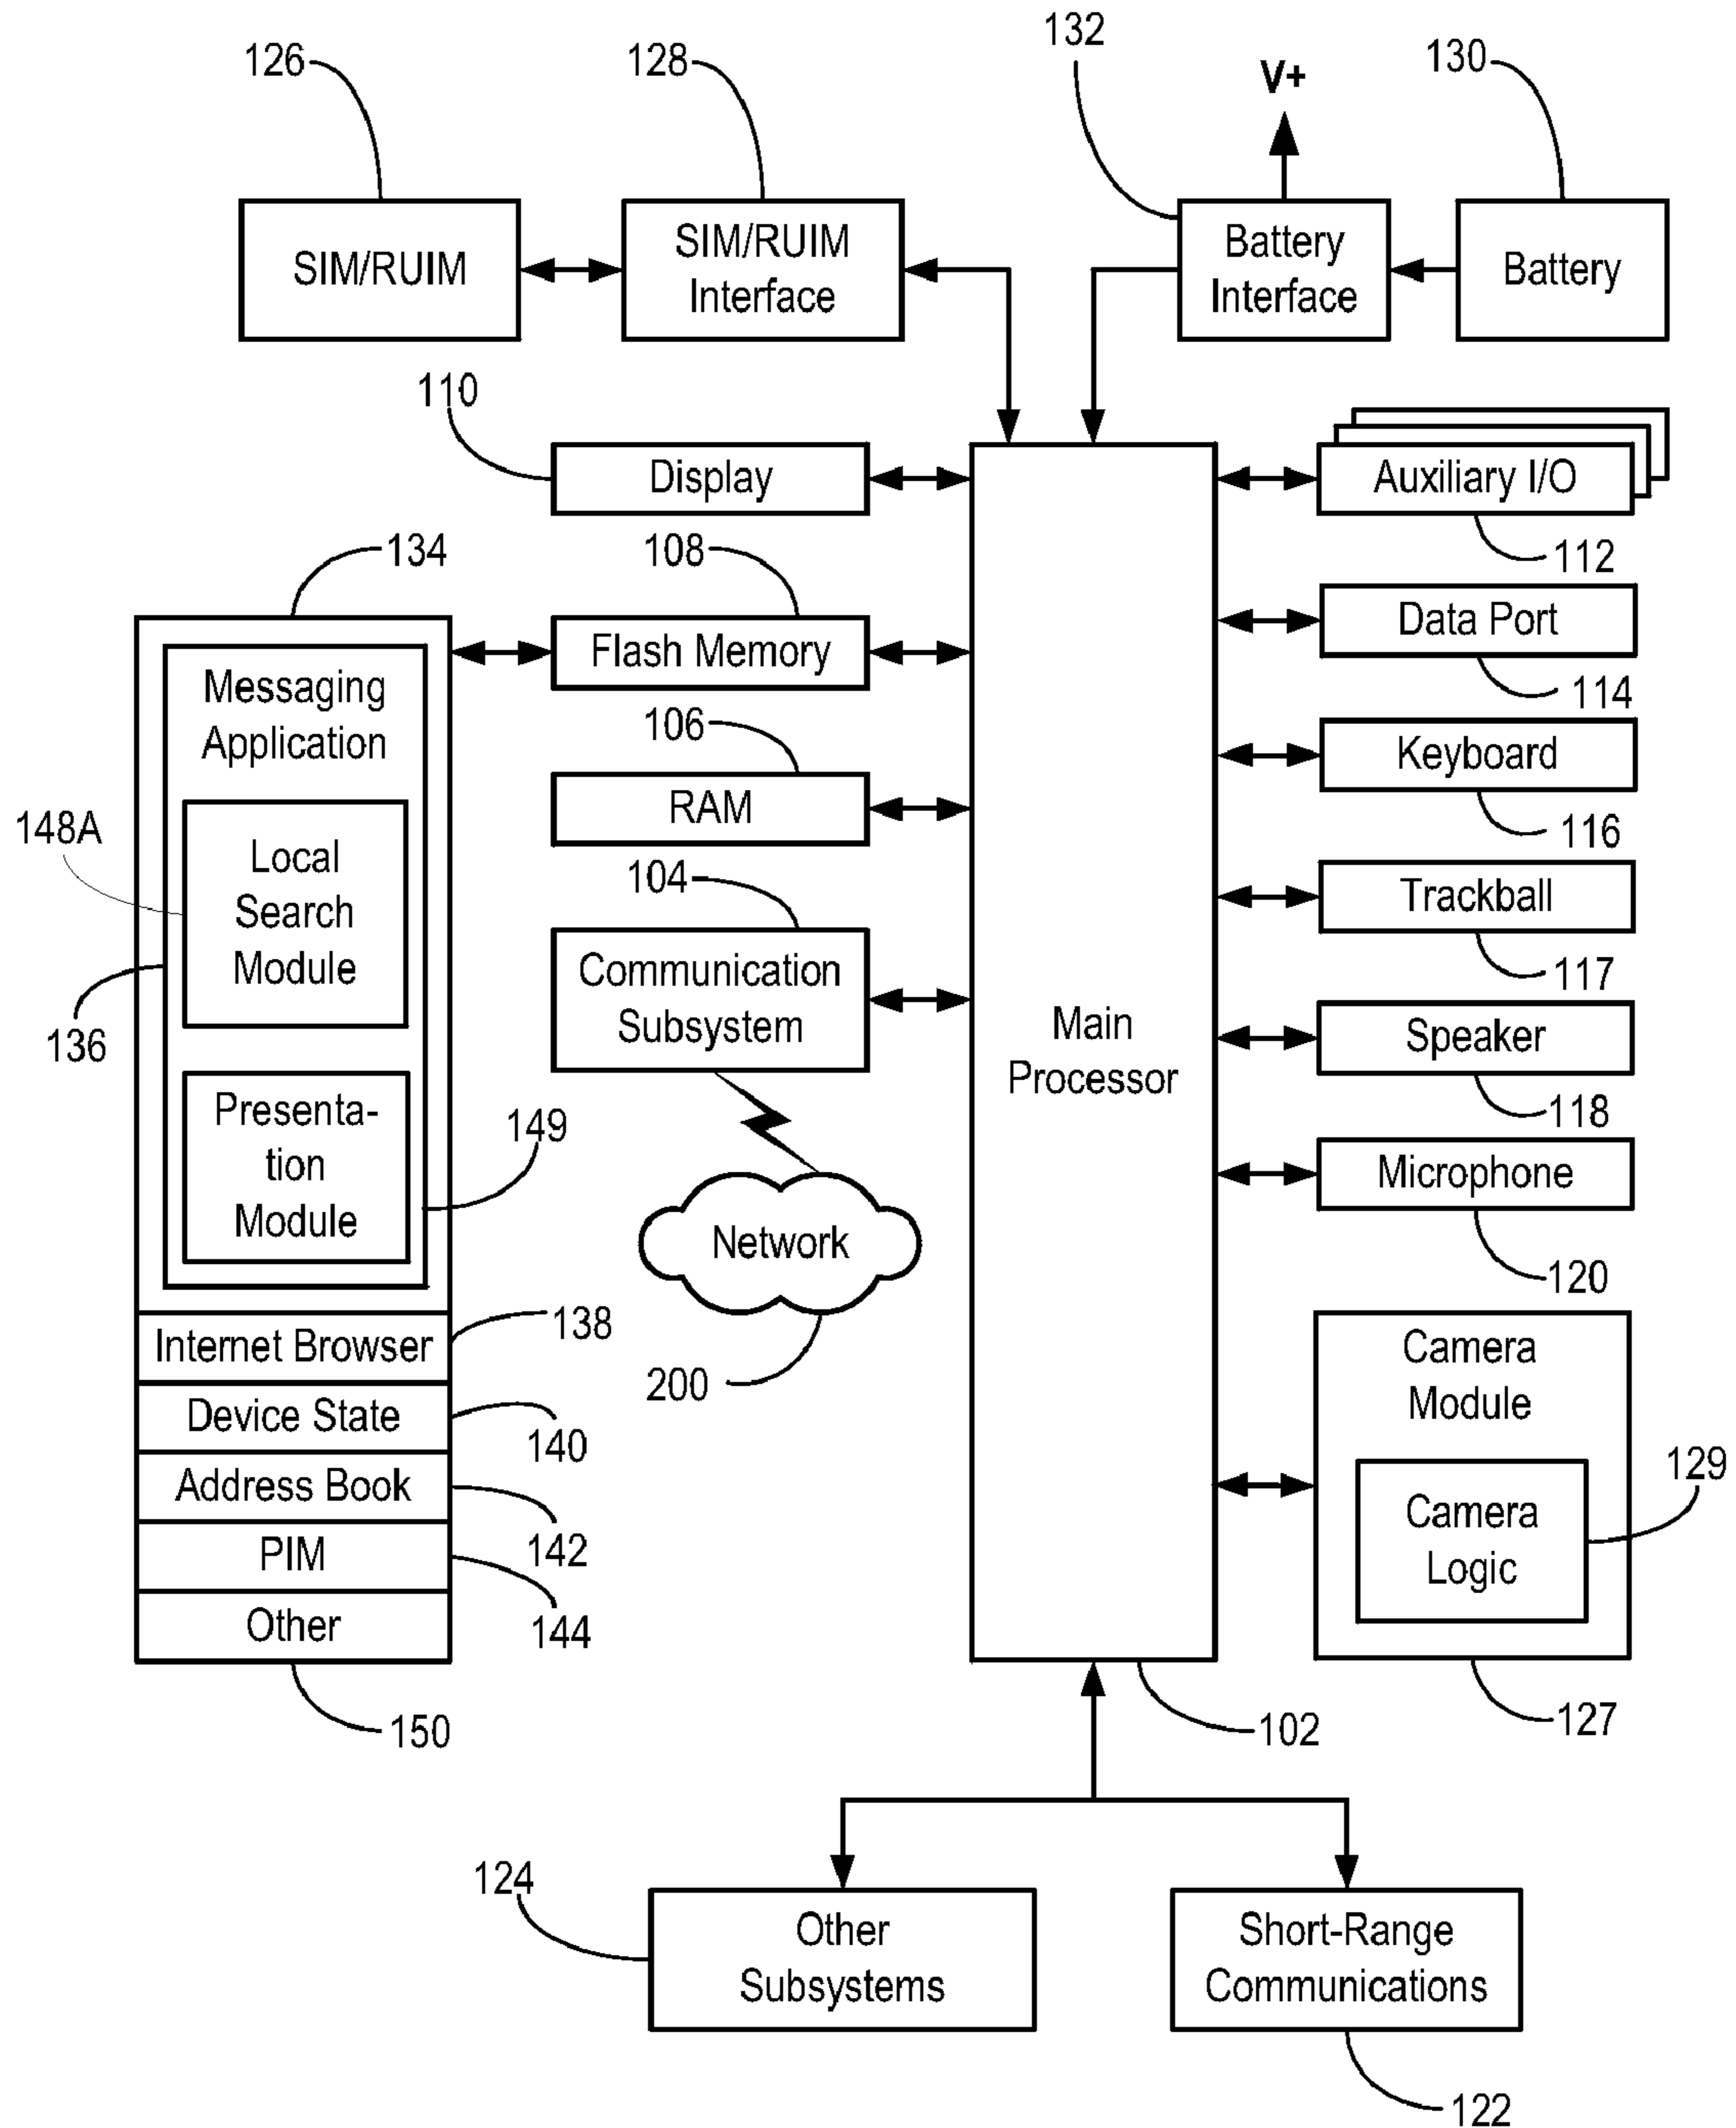 126
128
132
V+
130
SIM/RUIM
SIM/RUIM
Interface
Battery
Interface
Battery
110
Display
Auxiliary I/O
112
134
108
Flash Memory
Data Port
114
Messaging
Application
106
RAM
Keyboard
116
148A
Local
Search
Module
104
Communication
Subsystem
Trackball
117
136
Main
Processor
Speaker
118
Presenta-
tion
Module
149
Network
200
Microphone
120
Internet Browser
138
Device State
140
Address Book
142
PIM
144
Other
150
Camera
Module
Camera
Logic
129
127
102
124
Other
Subsystems
Short-Range
Communications
122